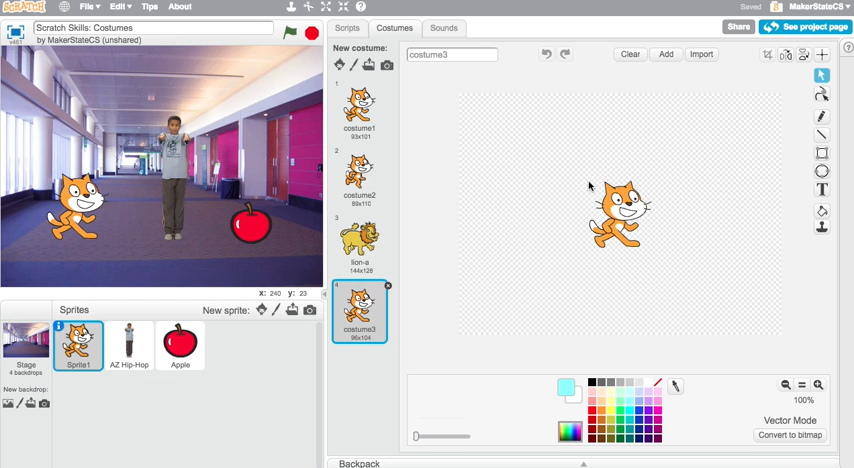 SCRATCH File▾ Edit▾ Tips About Saved MakerStateCS▾
Share See project page
v461 Scratch Skills: Costumes
by MakerStateCS (unshared)
Scripts Costumes Sounds
New costume:
costume3 Clear Add Import
1
costume1
93x101
2
costume2
89x110
3
lion-a
144x128
4
costume3
96x104
x: 240 y: 23
Sprites New sprite:
Stage
4 backdrops
New backdrop:
Sprite1 AZ Hip-Hop Apple
100%
Vector Mode
Convert to bitmap
Backpack